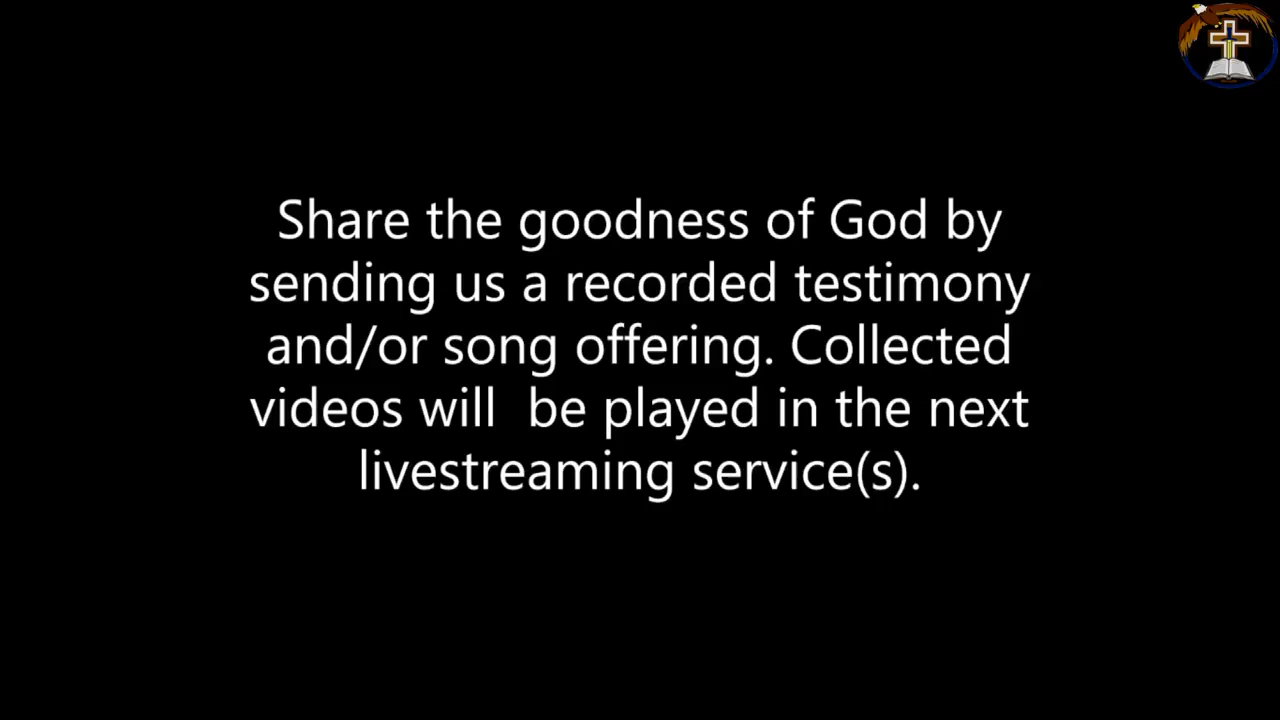 Share the goodness of God by
sending us a recorded testimony
and/or song offering. Collected
videos will  be played in the next
livestreaming service(s).